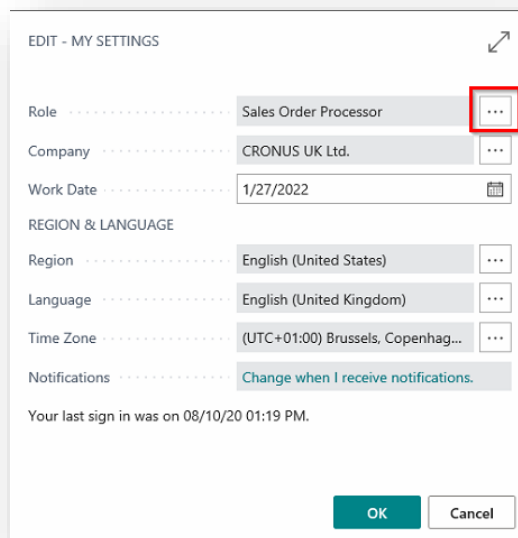 EDIT - MY SETTINGS
Role Sales Order Processor ...
Company CRONUS UK Ltd. ...
Work Date 1/27/2022
REGION & LANGUAGE
Region English (United States) ...
Language English (United Kingdom) ...
Time Zone (UTC+01:00) Brussels, Copenhag... ...
Notifications Change when I receive notifications.
Your last sign in was on 08/10/20 01:19 PM.
OK Cancel